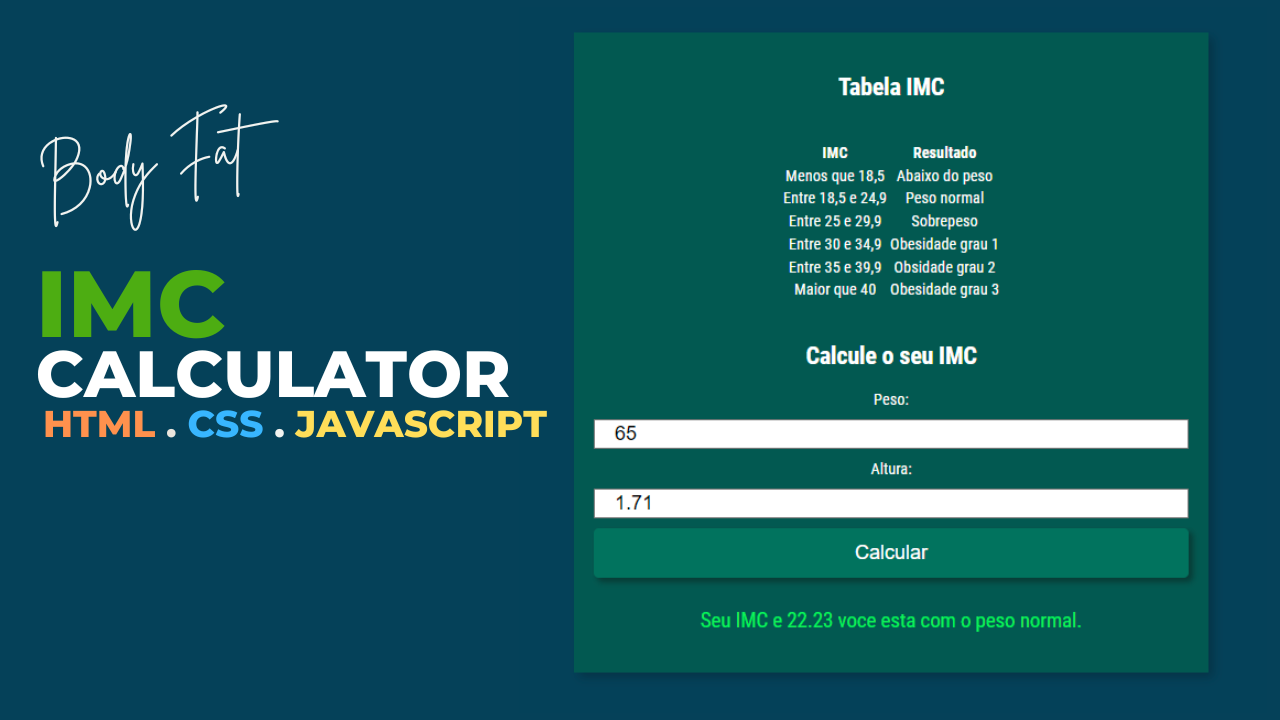 Body Fat
IMC
CALCULATOR
HTML . CSS . JAVASCRIPT
Tabela IMC
IMC Resultado
Menos que 18,5 Abaixo do peso
Entre 18,5 e 24,9 Peso normal
Entre 25 e 29,9 Sobrepeso
Entre 30 e 34,9 Obesidade grau 1
Entre 35 e 39,9 Obsidade grau 2
Maior que 40 Obesidade grau 3
Calcule o seu IMC
Peso:
65
Altura:
1.71
Calcular
Seu IMC e 22.23 voce esta com o peso normal.